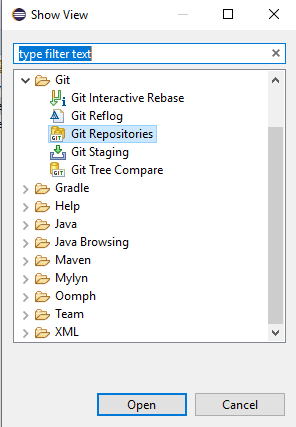 Show View
type filter text
Git
Git Interactive Rebase
Git Reflog
Git Repositories
Git Staging
Git Tree Compare
Gradle
Help
Java
Java Browsing
Maven
Mylyn
Oomph
Team
XML
Open
Cancel